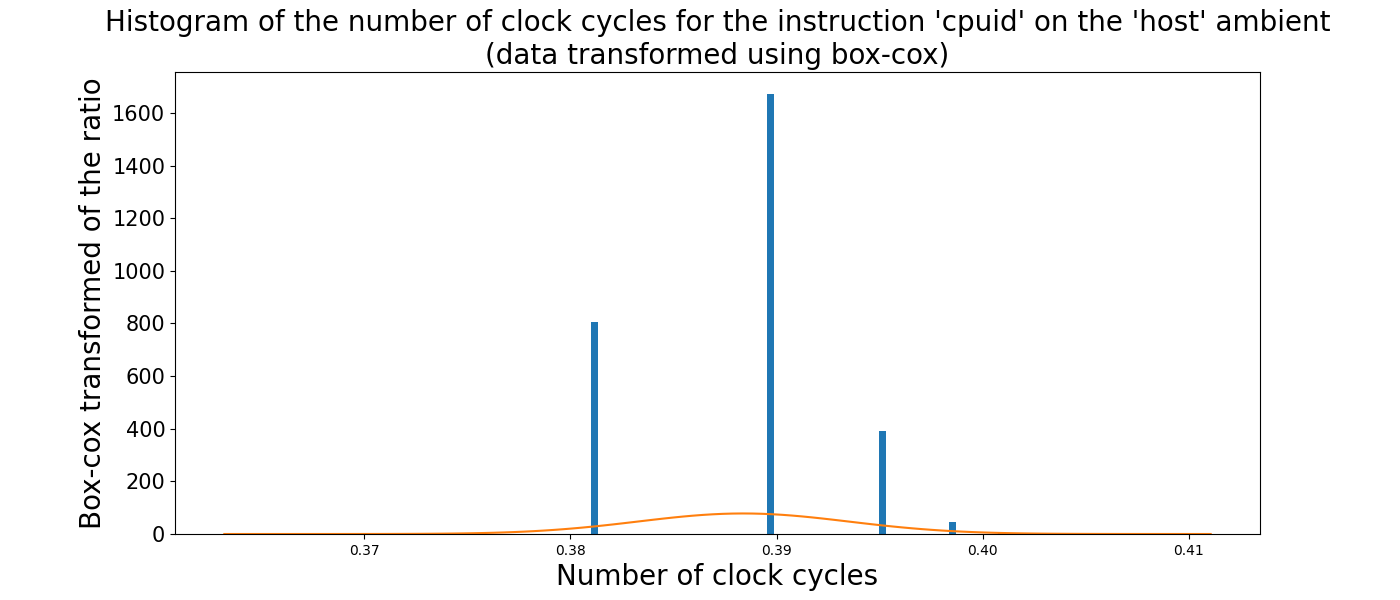 Histogram of the number of clock cycles for the instruction 'cpuid' on the 'host' ambient
(data transformed using box-cox)
Box-cox transformed of the ratio
1600
1400
1200
1000
800
600
400
200
0
0.37 0.38 0.39 0.40 0.41
Number of clock cycles